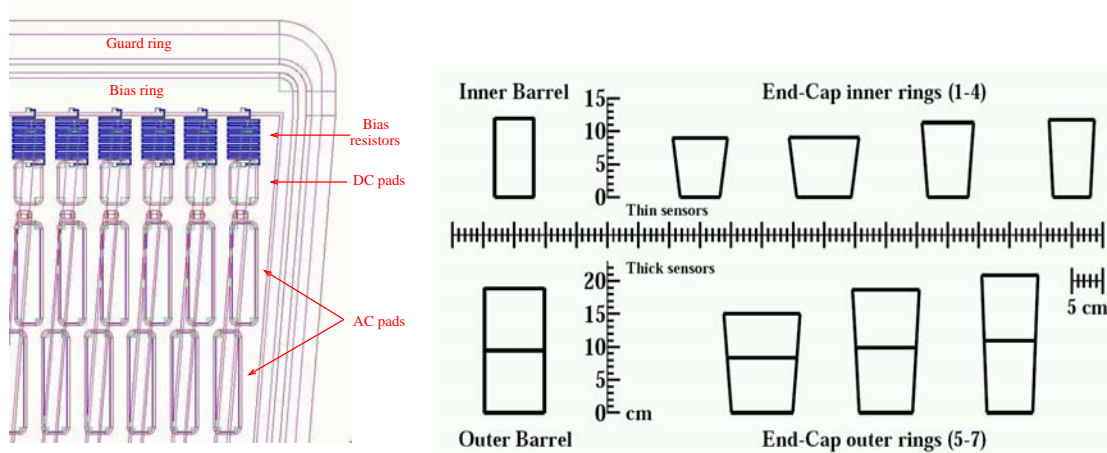 Guard ring
Bias ring
Bias
resistors
DC pads
AC pads
Inner Barrel
15
10
5
0
End-Cap inner rings (1-4)
Thin sensors
Thick sensors
20
15
10
5
0
cm
5 cm
Outer Barrel
End-Cap outer rings (5-7)